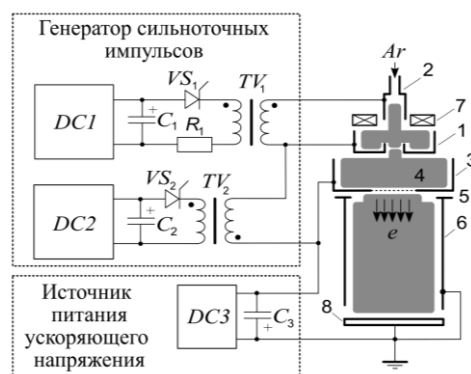 Генератор сильноточных
импульсов
Ar
VS1
TV1
2
DC1
+
C1
R1
7
1
VS2
TV2
3
4
DC2
+
C2
5
e
6
Источник
питания
ускоряющего
напряжения
DC3
C3
+
8